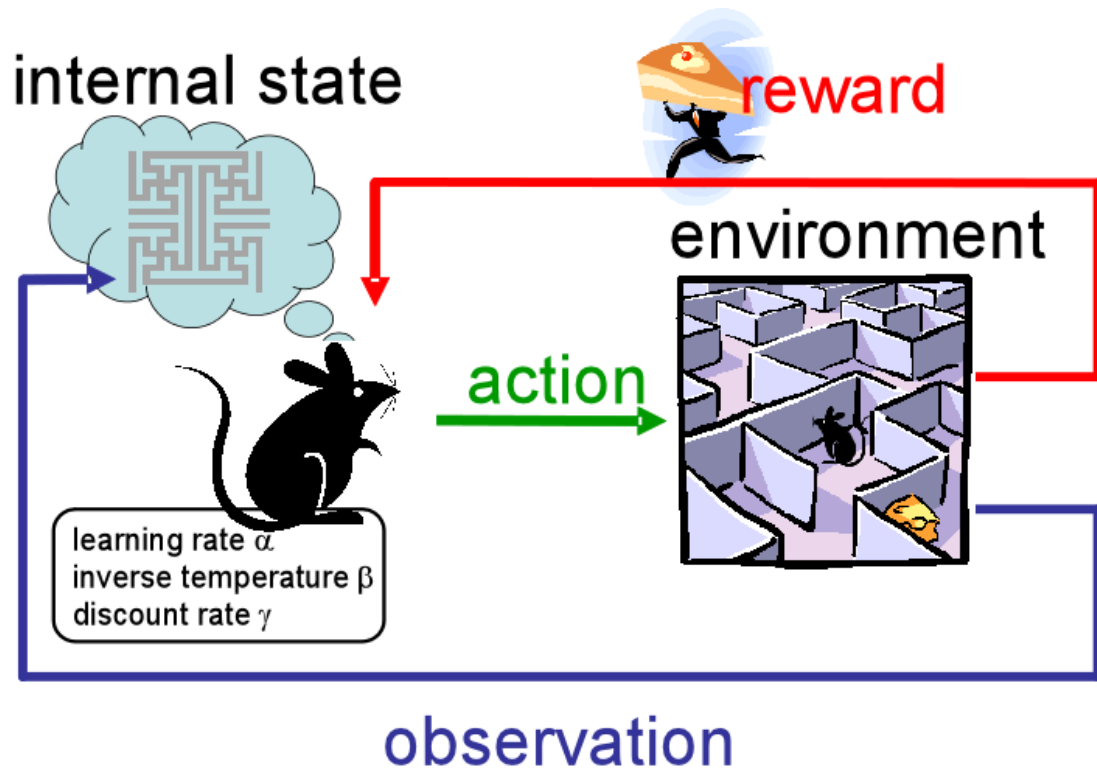 internal state
reward
environment
action
learning rate α
inverse temperature β
discount rate γ
observation